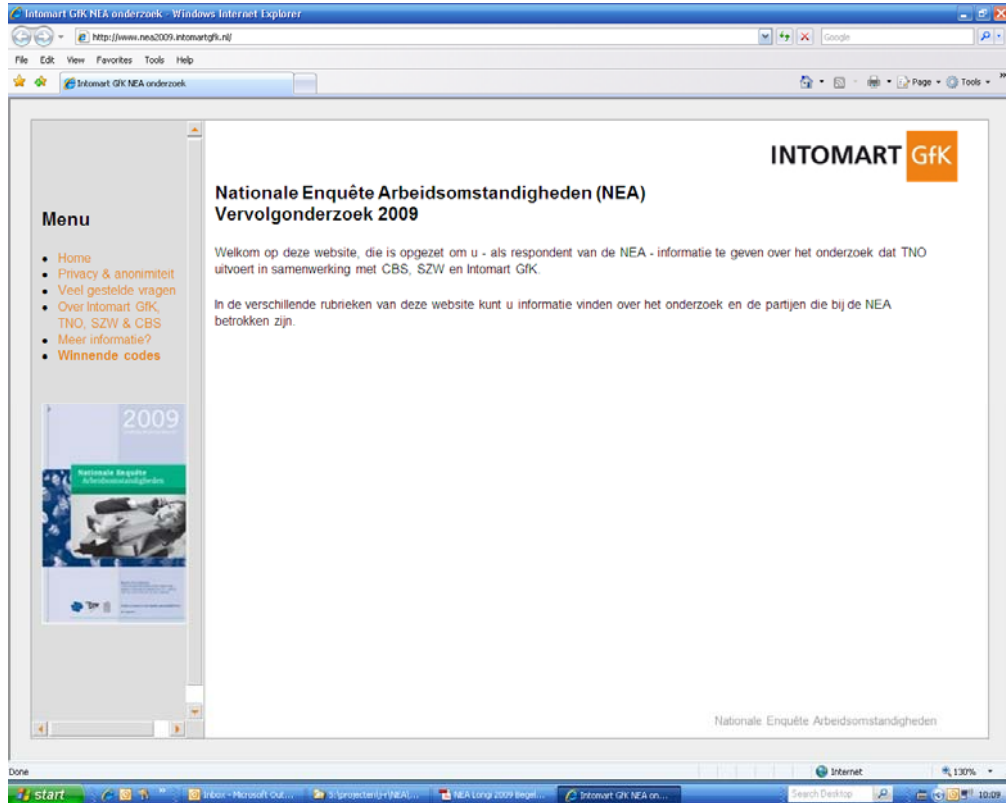 Intomart GfK NEA onderzoek - Windows Internet Explorer
http://www.nea2009.intomartgfk.nl/
Google
File Edit View Favorites Tools Help
Intomart GfK NEA onderzoek
Page Tools
INTOMART GfK
Menu
Home
Privacy & anonimiteit
Veel gestelde vragen
Over Intomart GfK,
TNO, SZW & CBS
Meer informatie?
Winnende codes
2009
Nationale Enquête
Arbeidsomstandigheden
Nationale Enquête Arbeidsomstandigheden (NEA)
Vervolgonderzoek 2009
Welkom op deze website, die is opgezet om u - als respondent van de NEA - informatie te geven over het onderzoek dat TNO
uitvoert in samenwerking met CBS, SZW en Intomart GfK.
In de verschillende rubrieken van deze website kunt u informatie vinden over het onderzoek en de partijen die bij de NEA
betrokken zijn.
Nationale Enquête Arbeidsomstandigheden
Done
Internet
130%
start
Inbox - Microsoft Out...
S:\projecten\j+r\NEA\...
NEA Longi 2009 Begel...
Intomart GfK NEA on...
Search Desktop
10:09